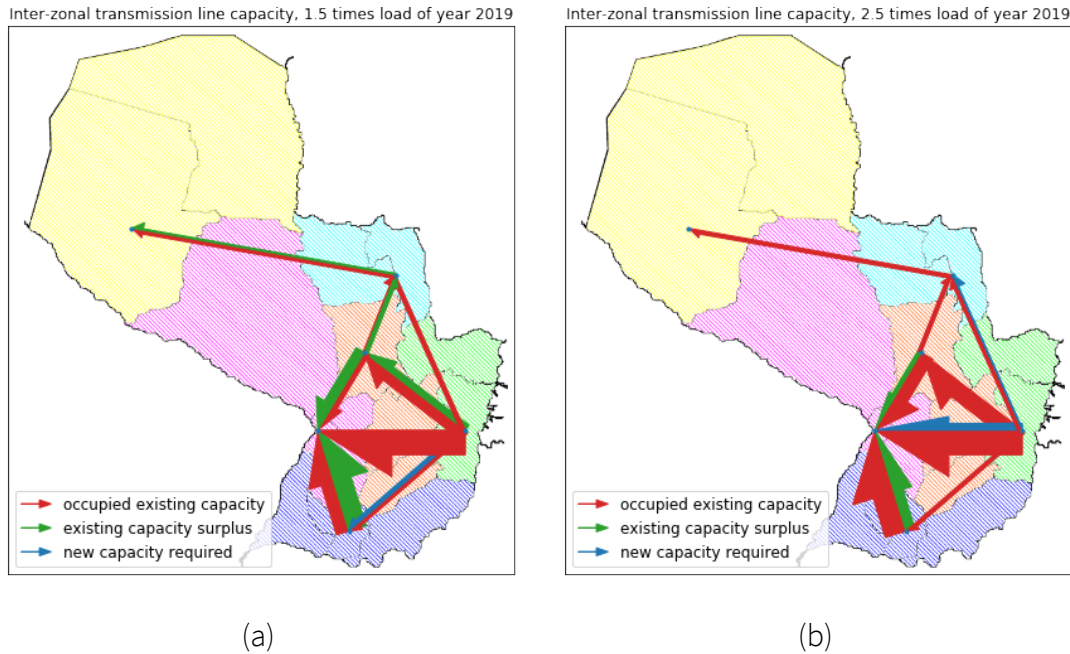 Inter-zonal transmission line capacity, 1.5 times load of year 2019
occupied existing capacity
existing capacity surplus
new capacity required
(a)
Inter-zonal transmission line capacity, 2.5 times load of year 2019
occupied existing capacity
existing capacity surplus
new capacity required
(b)